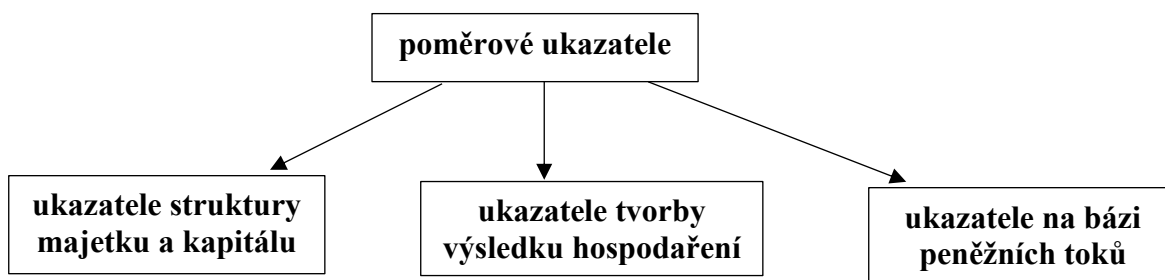 poměrové ukazatele
ukazatele struktury
majetku a kapitálu
ukazatele tvorby
výsledku hospodaření
ukazatele na bázi
peněžních toků